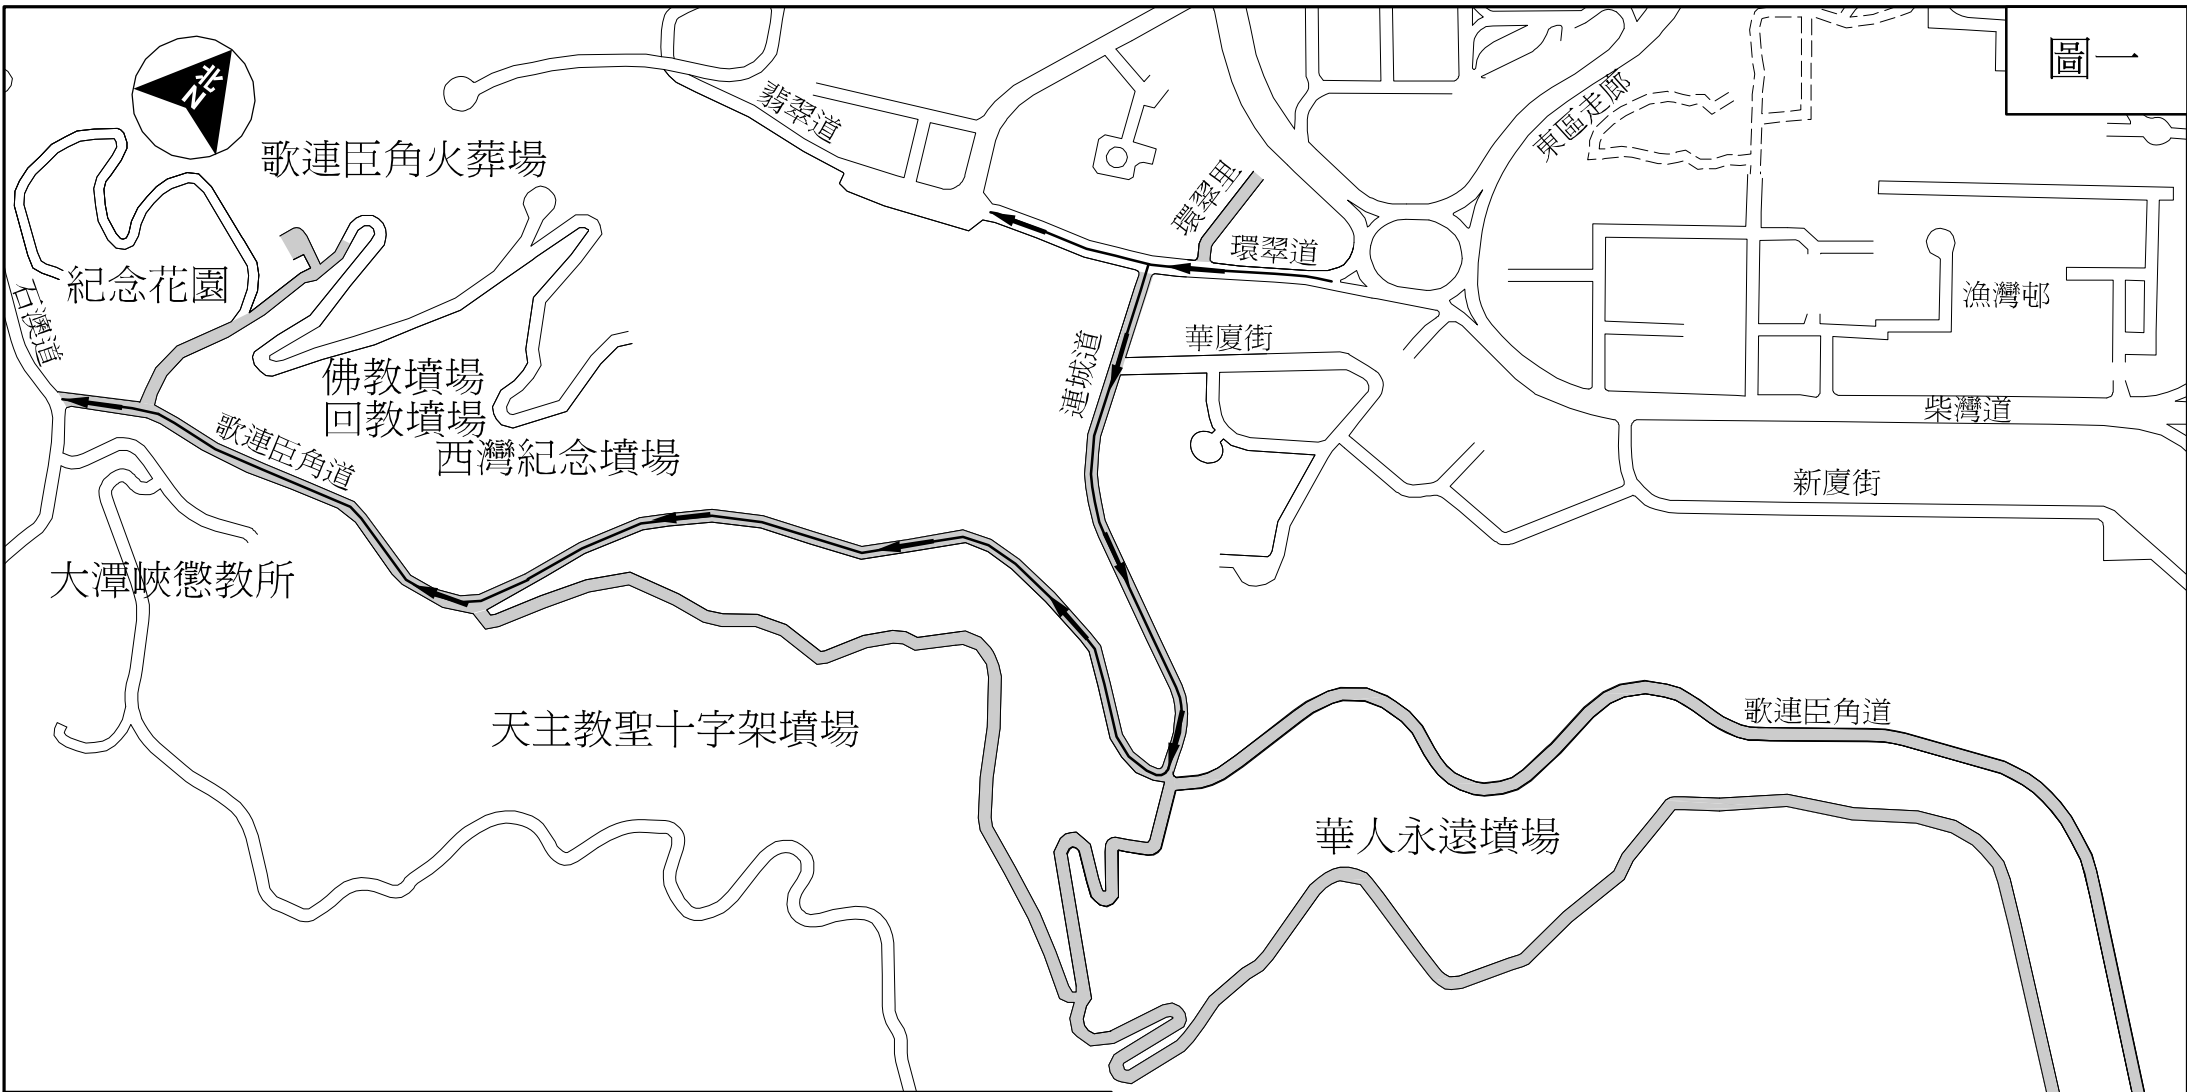 圖一
北
N
歌連臣角火葬場
翡翠道
東區走廊
環翠里
環翠道
紀念花園
石澳道
漁灣邨
華廈街
連城道
佛教墳場
回教墳場
西灣紀念墳場
歌連臣角道
柴灣道
新廈街
大潭峽懲教所
天主教聖十字架墳場
歌連臣角道
華人永遠墳場